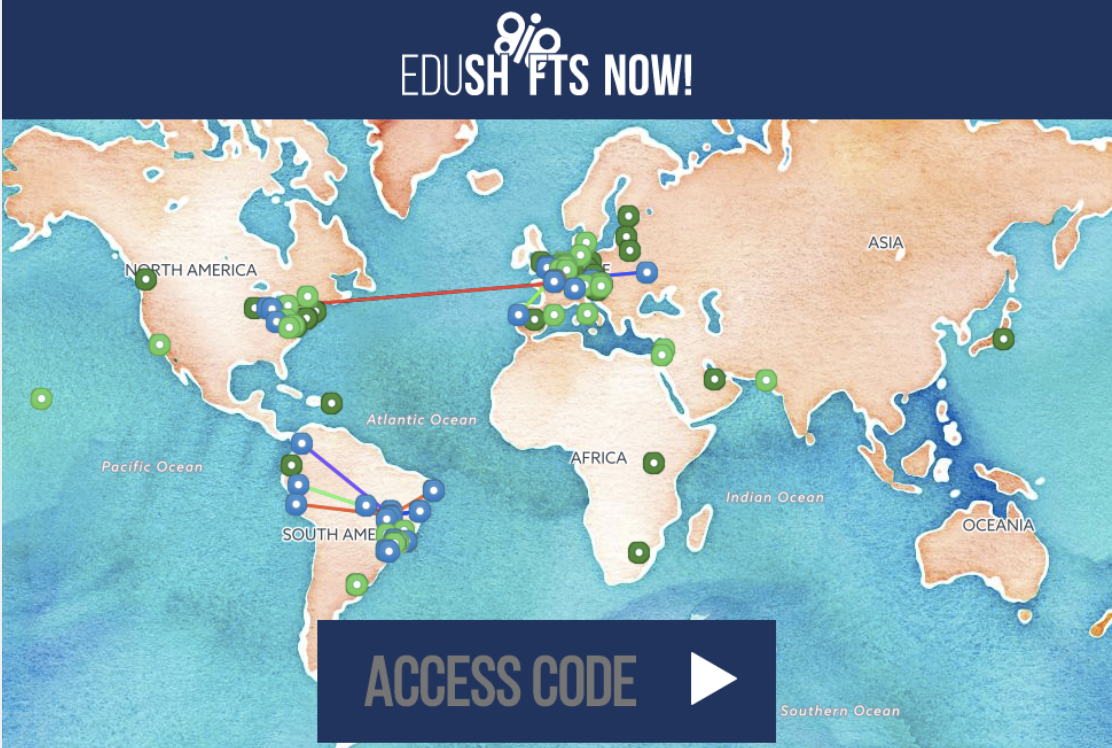 EDUSHIFTS NOW!
NORTH AMERICA
ASIA
Atlantic Ocean
Pacific Ocean
AFRICA
Indian Ocean
SOUTH AME
OCEANIA
ACCESS CODE
Southern Ocean